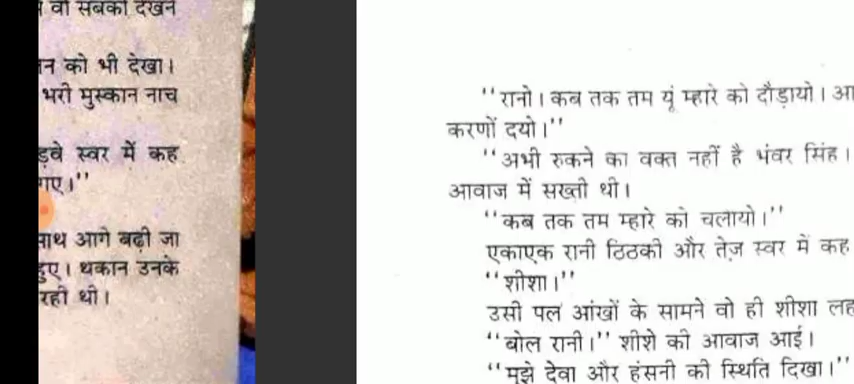 वो सबको देखने
को भी देखा।
भरी मुस्कान नाच
स्वर में कह
गए।"
साथ आगे बढ़ी जा
हुए। थकान उनके
रही थी।
"रानो। कब तक तम यूं म्हारे को दौड़ायो। आ
करणों दयो।"
"अभी रुकने का वक्त नहीं है भंवर सिंह।
आवाज में सख्ती थी।
"कब तक तम म्हारे को चलायो।"
एकाएक रानी ठिठकी और तेज़ स्वर में कह
"शीशा।"
उसी पल आंखों के सामने वो ही शीशा
"बोल रानी।" शीशे की आवाज आई।
"मुझे देवा और हंसनी की स्थिति दिखा।"